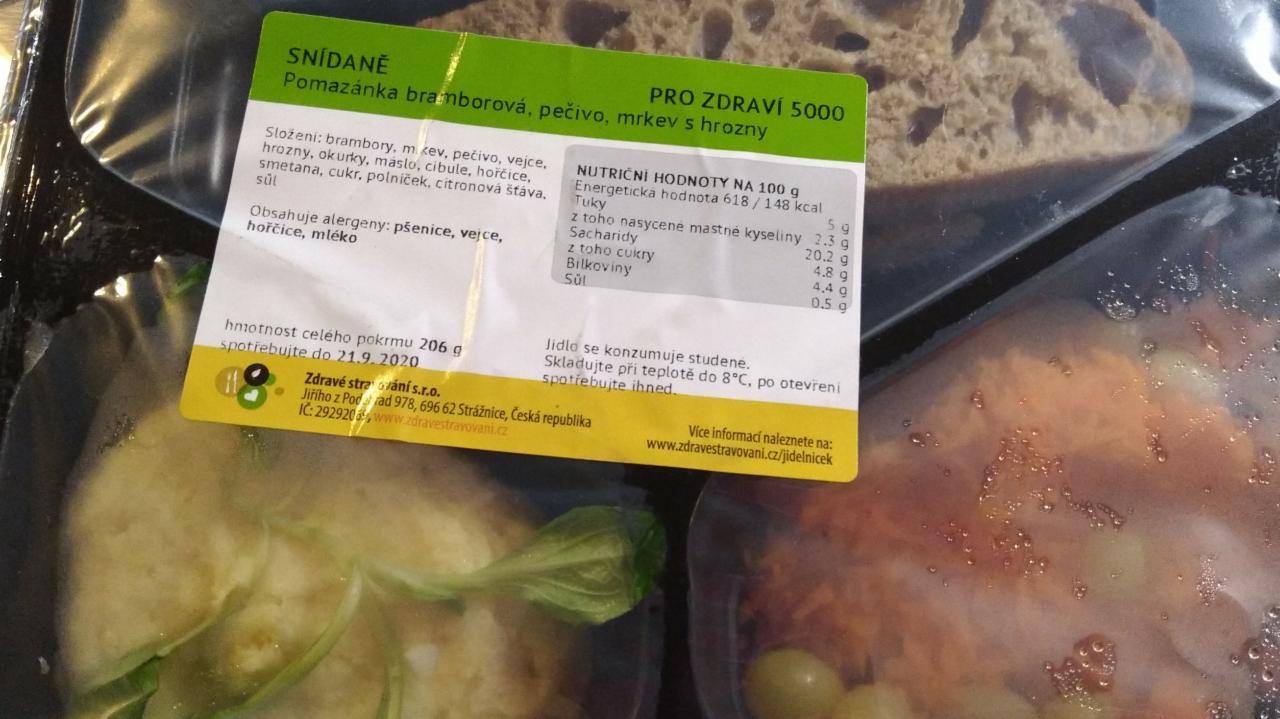 SNÍDANĚ
PRO ZDRAVÍ 5000
Pomazánka bramborová, pečivo, mrkev s hrozny
Složení: brambory, mrkev, pečivo, vejce,
hrozny, okurky, máslo, cibule, hořčice,
smetana, cukr, polníček, citronová šťáva,
sůl
Obsahuje alergeny: pšenice, vejce,
hořčice, mléko
NUTRIČNÍ HODNOTY NA 100 g
Energetická hodnota 618 / 148 kcal
Tuky 5 g
z toho nasycené mastné kyseliny 2.3 g
Sacharidy 20.2 g
z toho cukry 4.8 g
Bílkoviny 4.4 g
Sůl 0.5 g
hmotnost celého pokrmu 206 g
spotřebujte do 21.9. 2020
Jídlo se konzumuje studené.
Skladujte při teplotě do 8°C, po otevření
spotřebujte ihned.
Zdravé stravování s.r.o.
Jiřího z Poděbrad 978, 696 62 Strážnice, Česká republika
IČ: www.zdravestravovani.cz
Více informací naleznete na:
www.zdravestravovani.cz/jidelnicek